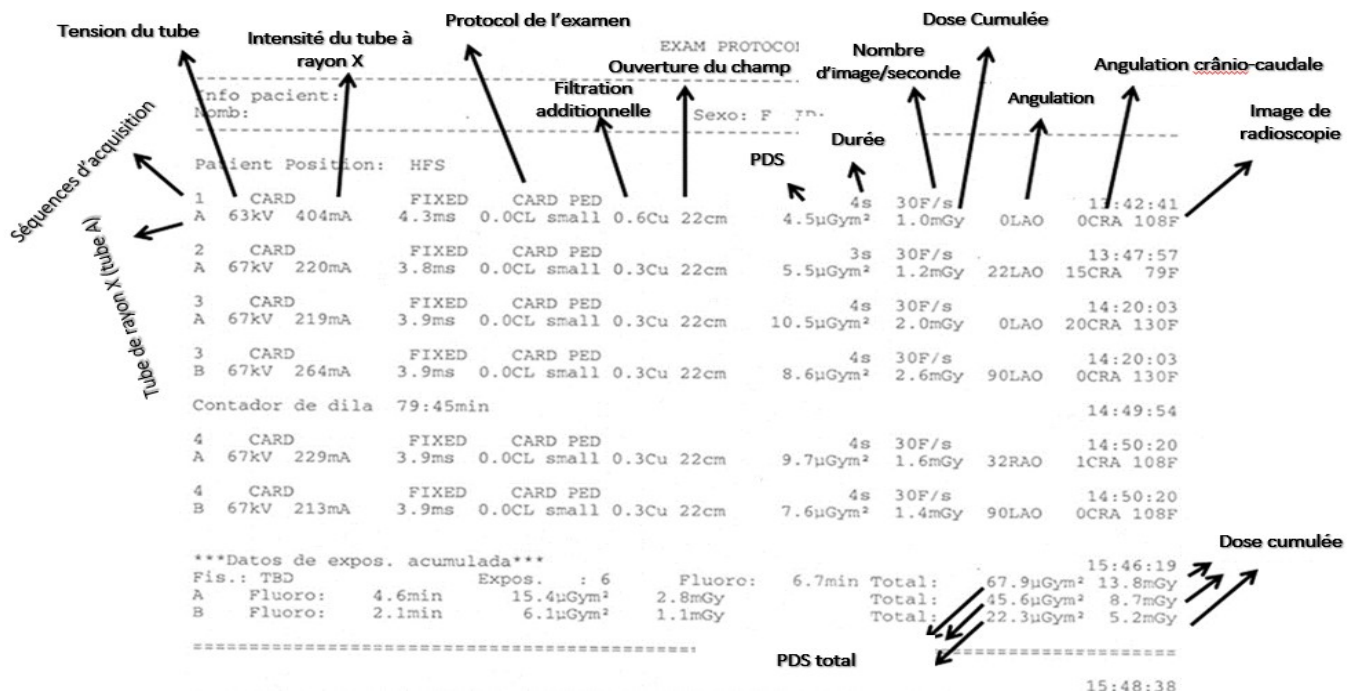 Tension du tube
Intensité du tube à
rayon X
Protocol de l'examen
EXAM PROTOCOL
Ouverture du champ
Nombre
d'image/seconde
Dose Cumulée
Angulation crânio-caudale
Filtration
additionnelle
Angulation
Image de
radioscopie
Séquences d'acquisition
Tube de rayon X (tube A)
PDS
Durée
Info pacient:
Nomb: Sexo: F
Patient Position: HFS
1 CARD FIXED CARD PED 4s 30F/s 13:42:41
A 63kV 404mA 4.3ms 0.0CL small 0.6Cu 22cm 4.5µGym² 1.0mGy 0LAO 0CRA 108F
2 CARD FIXED CARD PED 3s 30F/s 13:47:57
A 67kV 220mA 3.8ms 0.0CL small 0.3Cu 22cm 5.5µGym² 1.2mGy 22LAO 15CRA 79F
3 CARD FIXED CARD PED 4s 30F/s 14:20:03
A 67kV 219mA 3.9ms 0.0CL small 0.3Cu 22cm 10.5µGym² 2.0mGy 0LAO 20CRA 130F
3 CARD FIXED CARD PED 4s 30F/s 14:20:03
B 67kV 264mA 3.9ms 0.0CL small 0.3Cu 22cm 8.6µGym² 2.6mGy 90LAO 0CRA 130F
Contador de dila 79:45min 14:49:54
4 CARD FIXED CARD PED 4s 30F/s 14:50:20
A 67kV 229mA 3.9ms 0.0CL small 0.3Cu 22cm 9.7µGym² 1.6mGy 32RAO 1CRA 108F
4 CARD FIXED CARD PED 4s 30F/s 14:50:20
B 67kV 213mA 3.9ms 0.0CL small 0.3Cu 22cm 7.6µGym² 1.4mGy 90LAO 0CRA 108F
Dose cumulée
***Datos de expos. acumulada*** 15:46:19
Fis.: TBD Expos. : 6 Fluoro: 6.7min Total: 67.9µGym² 13.8mGy
A Fluoro: 4.6min 15.4µGym² 2.8mGy Total: 45.6µGym² 8.7mGy
B Fluoro: 2.1min 6.1µGym² 1.1mGy Total: 22.3µGym² 5.2mGy
PDS total
15:48:38